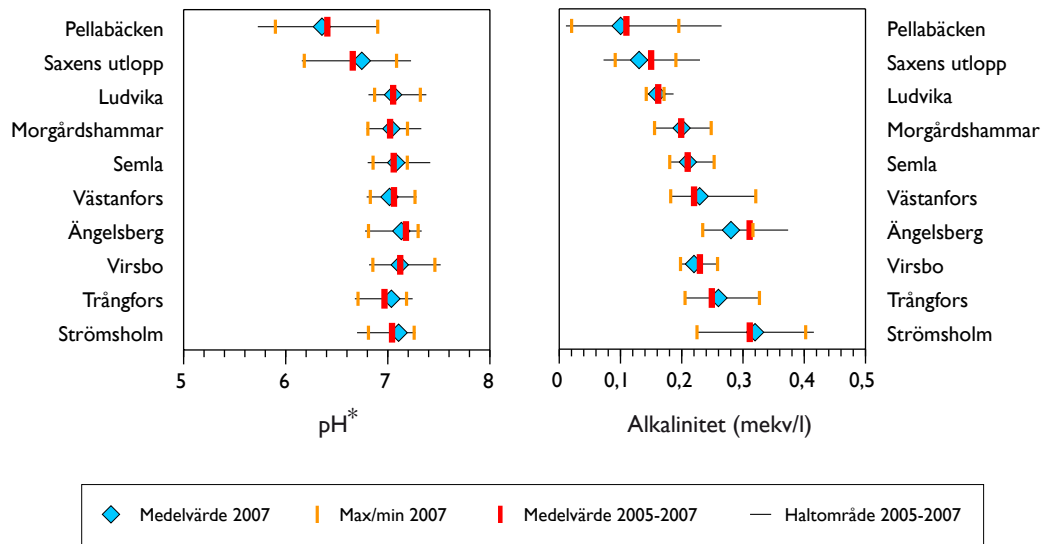 Pellabäcken
Saxens utlopp
Ludvika
Morgårdshammar
Semla
Västanfors
Ängelsberg
Virsbo
Trångfors
Strömsholm
5 6 7 8
pH*
Pellabäcken
Saxens utlopp
Ludvika
Morgårdshammar
Semla
Västanfors
Ängelsberg
Virsbo
Trångfors
Strömsholm
0 0,1 0,2 0,3 0,4 0,5
Alkalinitet (mekv/l)
Medelvärde 2007 Max/min 2007 Medelvärde 2005-2007 Haltområde 2005-2007